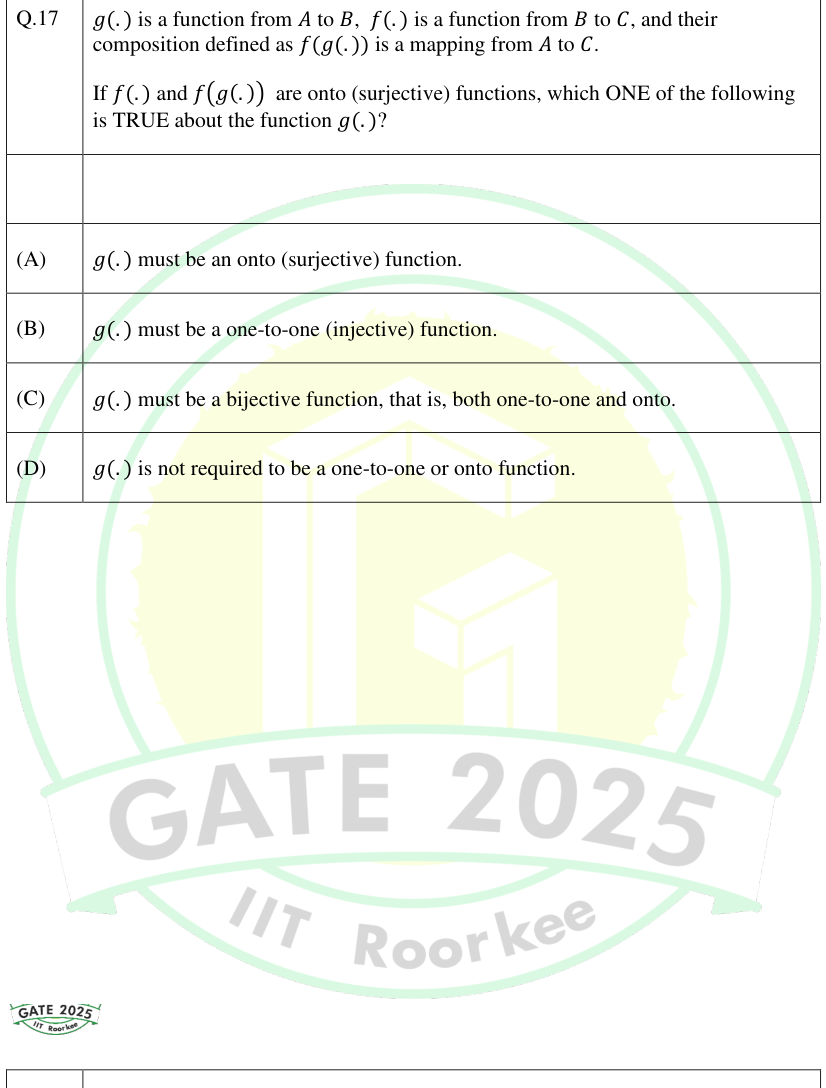 Q.17 g(.) is a function from A to B, f(.) is a function from B to C, and their
composition defined as f(g(.)) is a mapping from A to C.
If f(.) and f(g(.)) are onto (surjective) functions, which ONE of the following
is TRUE about the function g(.)?
(A) g(.) must be an onto (surjective) function.
(B) g(.) must be a one-to-one (injective) function.
(C) g(.) must be a bijective function, that is, both one-to-one and onto.
(D) g(.) is not required to be a one-to-one or onto function.
GATE 2025
IIT Roorkee
GATE 2025
IIT Roorkee